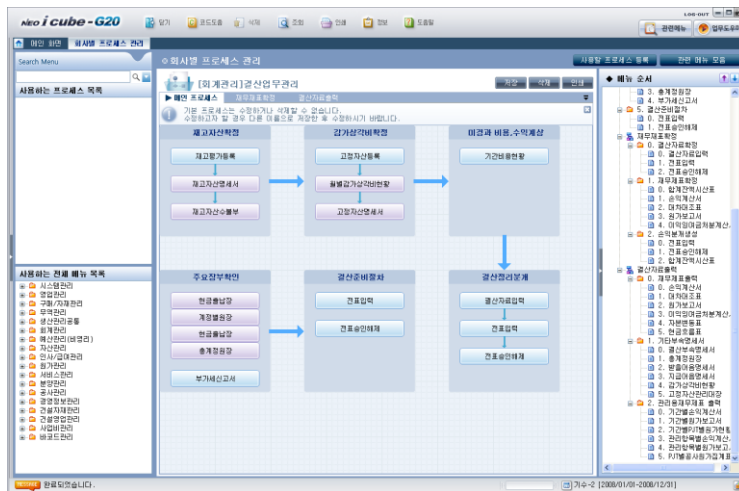 NEO i cube-G20
닫기 코드도움 삭제 조회 인쇄 정보 도움말
LOG OUT
관련메뉴 업무도우미
메인 화면 회사별 프로세스 관리
Search Menu
사용하는 프로세스 목록
회사별 프로세스 관리
사용할 프로세스 등록 관련 메뉴 모음
[회계관리]결산업무관리
저장 삭제 인쇄
▶메인 프로세스 재무재표확정 결산자료출력
기본 프로세스는 수정하거나 삭제할 수 없습니다.
수정하고자 할 경우 다른 이름으로 저장한 후 수정하시기 바랍니다.
재고자산확정
재고평가등록
재고자산명세서
재고자산수불부
감가상각비확정
고정자산등록
월별감가상각비현황
고정자산명세서
미경과 비용,수익계상
기간비용현황
주요장부확인
현금출납장
계정별원장
현금출납장
총계정원장
부가세신고서
결산준비절차
전표입력
전표승인해제
결산정리분개
결산자료입력
전표입력
전표승인해제
사용하는 전체 메뉴 목록
시스템관리
영업관리
구매/자재관리
무역관리
생산관리공통
회계관리
예산관리(비영리)
자산관리
인사/급여관리
원가관리
서비스관리
분양관리
공사관리
경영정보관리
건설자재관리
건설영업관리
사업비관리
바코드관리
◆ 메뉴 순서
3. 총계정원장
4. 부가세신고서
5. 결산준비절차
0. 전표입력
1. 전표승인해제
재무재표확정
0. 결산자료확정
0. 결산자료입력
1. 전표입력
2. 전표승인해제
1. 재무재표확정
0. 합계잔액시산표
1. 손익계산서
2. 대차대조표
3. 원가보고서
4. 이익잉여금처분계산.
2. 손익분개생성
0. 전표입력
1. 전표승인해제
2. 합계잔액시산표
결산자료출력
0. 재무재표출력
0. 손익계산서
1. 대차대조표
2. 원가보고서
3. 이익잉여금처분계산.
4. 자본변동표
5. 현금흐름표
1. 기타부속명세서
0. 결산부속명세서
1. 총계정원장
2. 받을어음명세서
3. 지급어음명세서
4. 감가상각비현황
5. 고정자산관리대장
2. 관리용재무재표 출력
0. 기간별손익계산서
1. 기간별원가보고서
2. 기간별PJT별원가현황
3. 관리항목별손익계산.
4. 관리항목별원가보고.
5. PJT별공사원가집계표
완료되었습니다.
기수-2 [2008/01/01-2008/12/31]